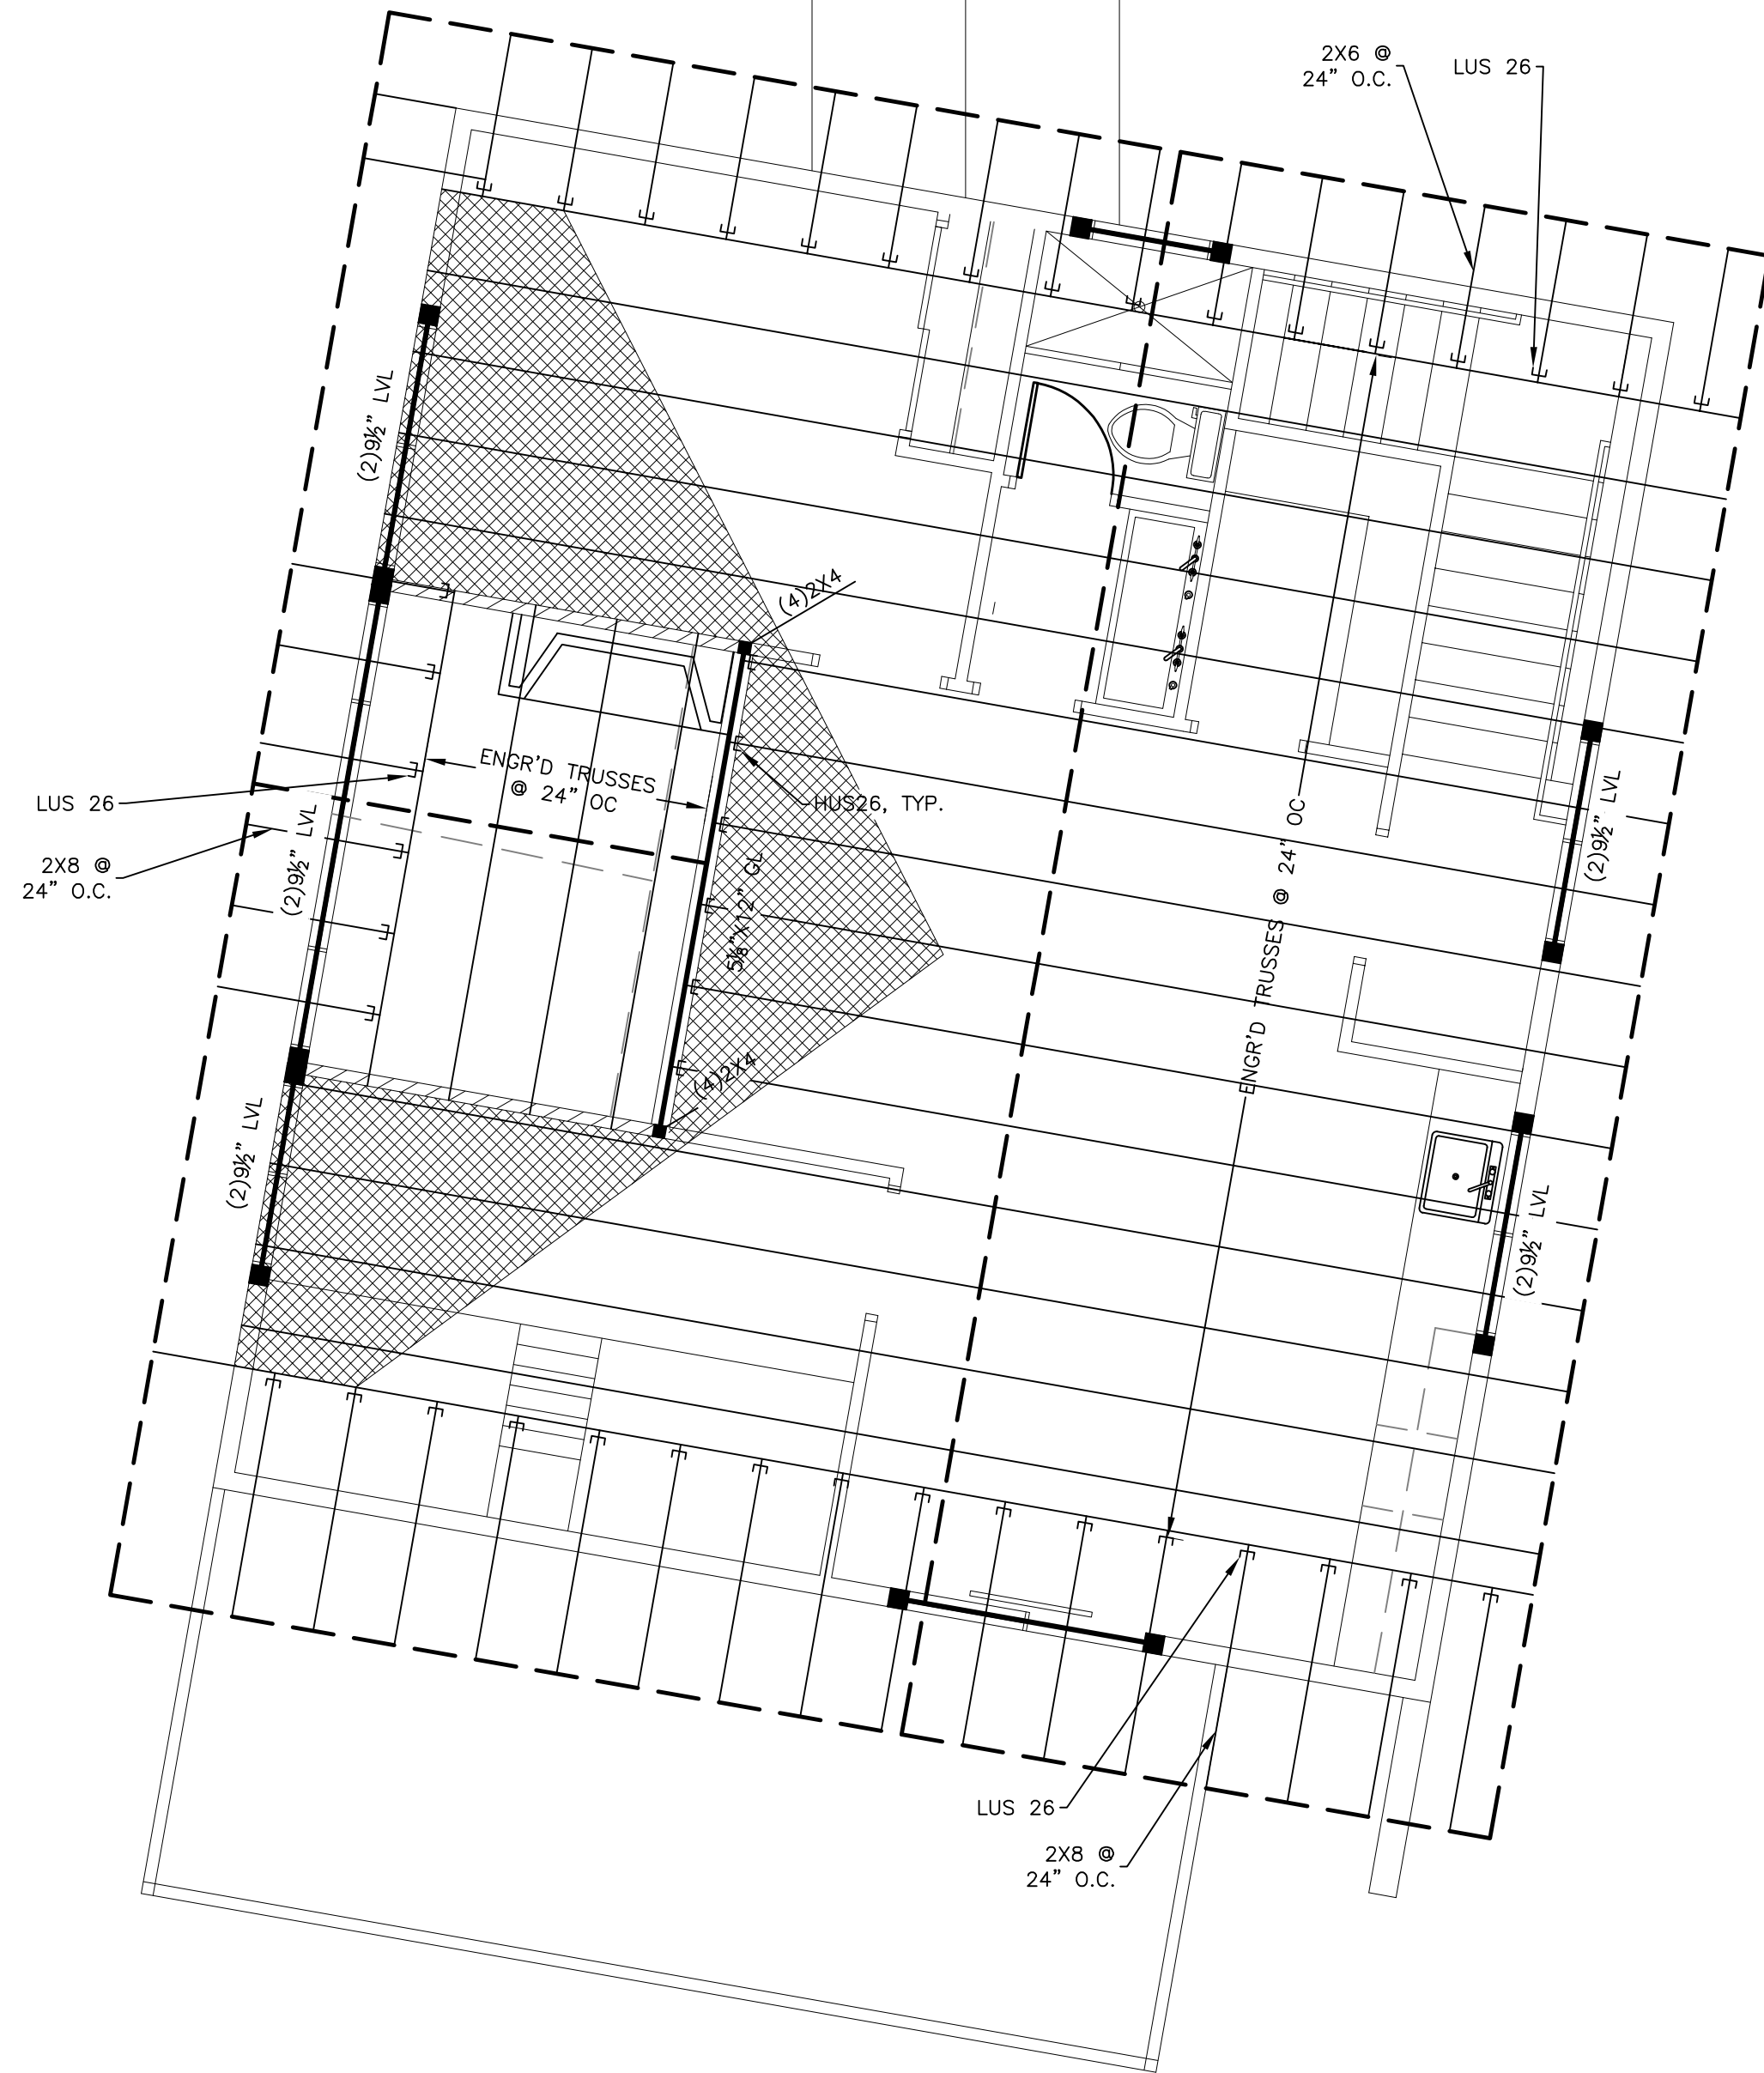 2X6 @
24” O.C.
LUS 26
(2)9½” LVL
(4)2X4
ENGR’D TRUSSES
@ 24” OC
LUS 26
HUS26, TYP.
(2)9½” LVL
2X8 @
24” O.C.
(2)9½” LVL
5⅛”X12” GL
ENGR’D TRUSSES @ 24” OC
(4)2X4
(2)9½” LVL
(2)9½” LVL
LUS 26
2X8 @
24” O.C.